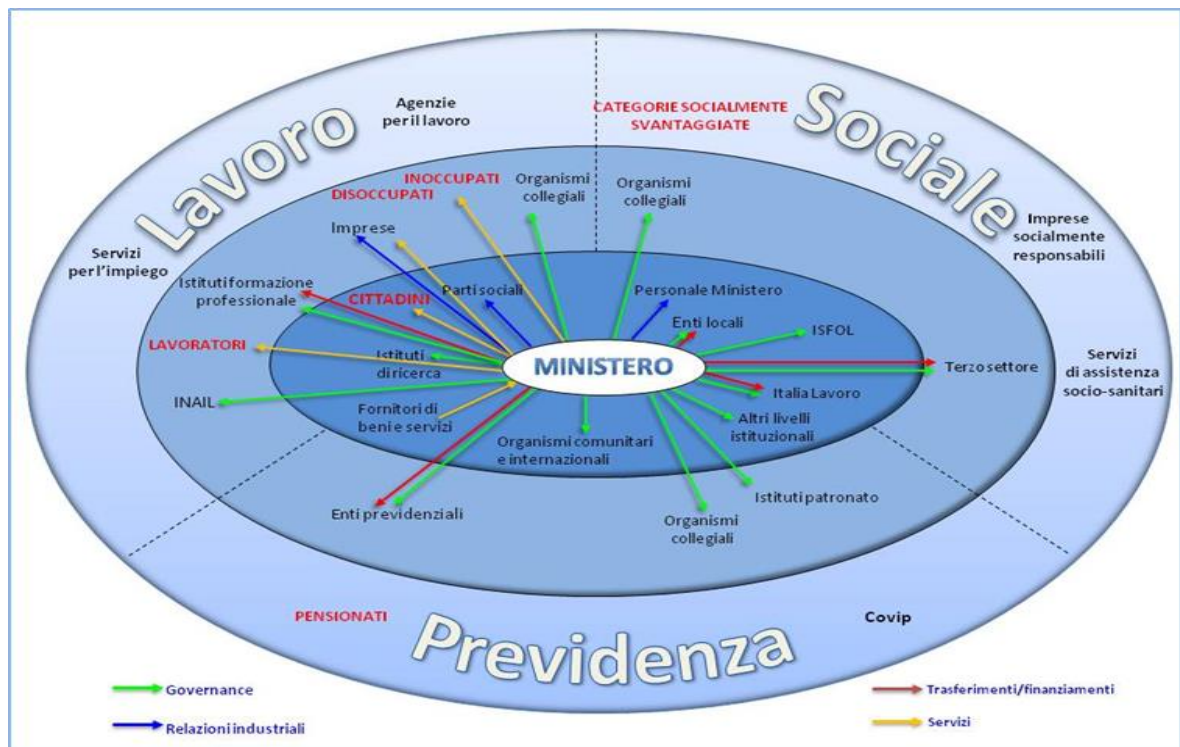 Lavoro
Sociale
Previdenza
Agenzie
per il lavoro
CATEGORIE SOCIALMENTE
SVANTAGGIATE
INOCCUPATI
DISOCCUPATI
Organismi
collegiali
Organismi
collegiali
Imprese
Imprese
socialmente
responsabili
Servizi
per l'impiego
Istituti formazione
professionale
Parti sociali
Personale Ministero
CITTADINI
Enti locali
ISFOL
LAVORATORI
Istituti
di ricerca
MINISTERO
Terzo settore
Servizi
di assistenza
socio-sanitari
INAIL
Fornitori di
beni e servizi
Italia Lavoro
Altri livelli
istituzionali
Organismi comunitari
e internazionali
Enti previdenziali
Istituti patronato
Organismi
collegiali
PENSIONATI
Covip
Governance
Relazioni industriali
Trasferimenti/finanziamenti
Servizi